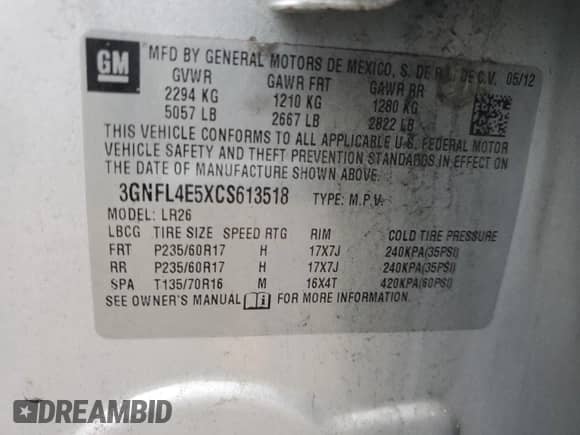 GM
MFD BY GENERAL MOTORS DE MEXICO, S. DE R.L. DE C.V. 05/12
GVWR GAWR FRT GAWR RR
2294 KG 1210 KG 1280 KG
5057 LB 2667 LB 2822 LB
THIS VEHICLE CONFORMS TO ALL APPLICABLE U.S. FEDERAL MOTOR
VEHICLE SAFETY AND THEFT PREVENTION STANDARDS IN EFFECT ON
THE DATE OF MANUFACTURE SHOWN ABOVE.
3GNFL4E5XCS613518 TYPE: M.P.V.
MODEL: LR26
LBCG TIRE SIZE SPEED RTG RIM COLD TIRE PRESSURE
FRT P235/60R17 H 17X7J 240KPA(35PSI)
RR P235/60R17 H 17X7J 240KPA(35PSI)
SPA T135/70R16 M 16X4T 420KPA(60PSI)
SEE OWNER'S MANUAL FOR MORE INFORMATION.
DREAMBID